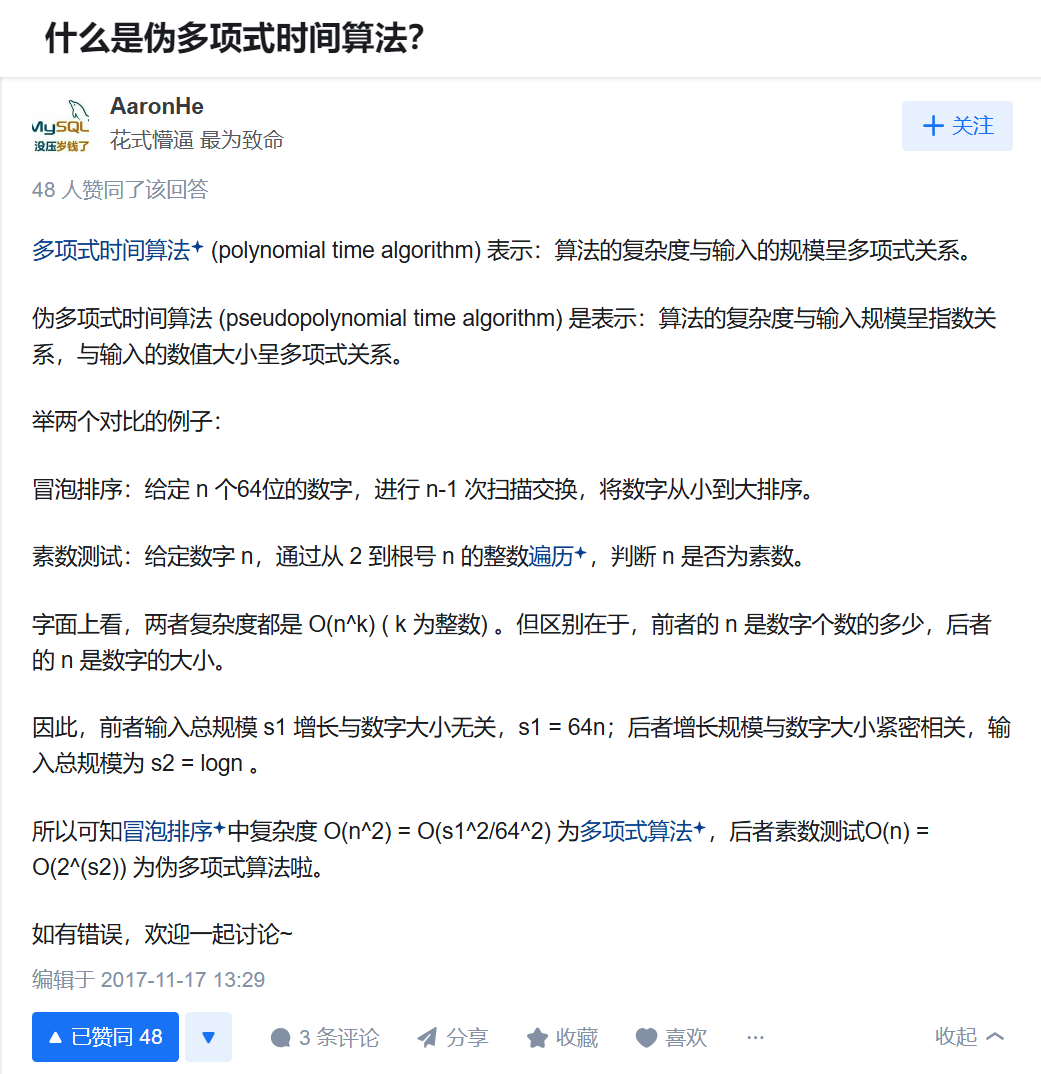 什么是伪多项式时间算法？
AaronHe
MySQL
没压岁钱了
花式懵逼 最为致命
关注
48 人赞同了该回答
多项式时间算法 (polynomial time algorithm) 表示：算法的复杂度与输入的规模呈多项式关系。
伪多项式时间算法 (pseudopolynomial time algorithm) 是表示：算法的复杂度与输入规模呈指数关
系，与输入的数值大小呈多项式关系。
举两个对比的例子：
冒泡排序：给定 n 个64位的数字，进行 n-1 次扫描交换，将数字从小到大排序。
素数测试：给定数字 n，通过从 2 到根号 n 的整数遍历，判断 n 是否为素数。
字面上看，两者复杂度都是 O(n^k) ( k 为整数) 。但区别在于，前者的 n 是数字个数的多少，后者
的 n 是数字的大小。
因此，前者输入总规模 s1 增长与数字大小无关，s1 = 64n；后者增长规模与数字大小紧密相关，输
入总规模为 s2 = logn 。
所以可知冒泡排序中复杂度 O(n^2) = O(s1^2/64^2) 为多项式算法，后者素数测试O(n) =
O(2^(s2)) 为伪多项式算法啦。
如有错误，欢迎一起讨论~
编辑于 2017-11-17 13:29
已赞同 48 3 条评论 分享 收藏 喜欢 ··· 收起